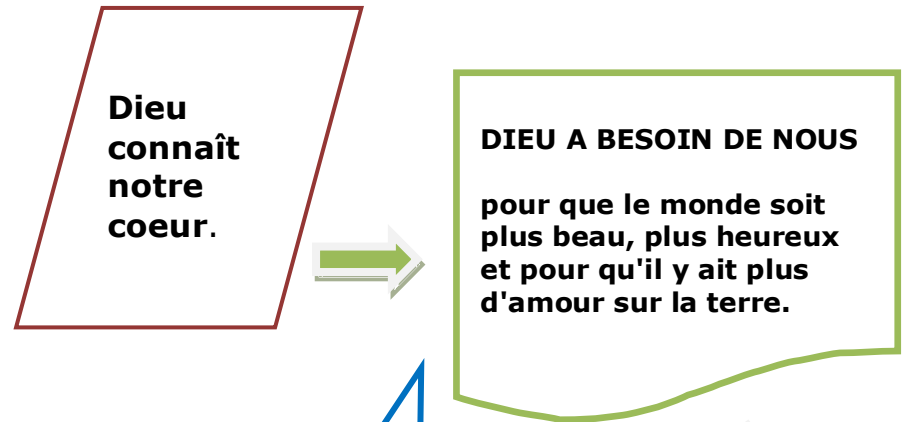 Dieu
connaît
notre
coeur.
DIEU A BESOIN DE NOUS
pour que le monde soit
plus beau, plus heureux
et pour qu'il y ait plus
d'amour sur la terre.